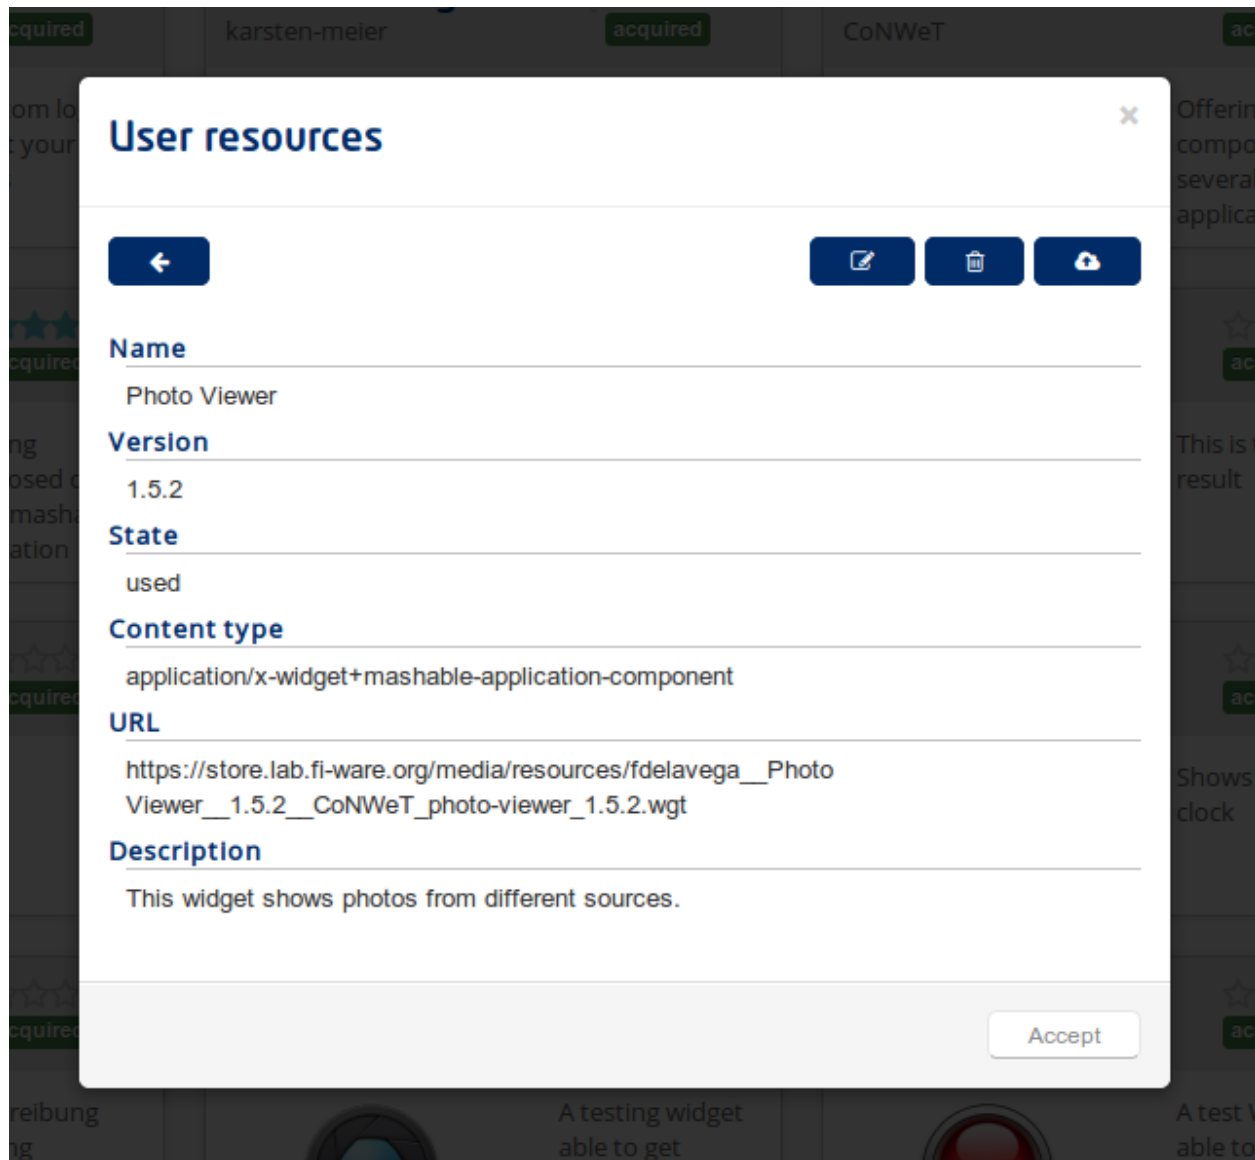 karsten-meier
acquired
CoNWeT
User resources
×
Name
Photo Viewer
Version
1.5.2
State
used
Content type
application/x-widget+mashable-application-component
URL
https://store.lab.fi-ware.org/media/resources/fdelavega__Photo
Viewer__1.5.2__CoNWeT_photo-viewer_1.5.2.wgt
Description
This widget shows photos from different sources.
Accept
your
This is
result
Shows
clock
A testing widget
able to get
A test
able to